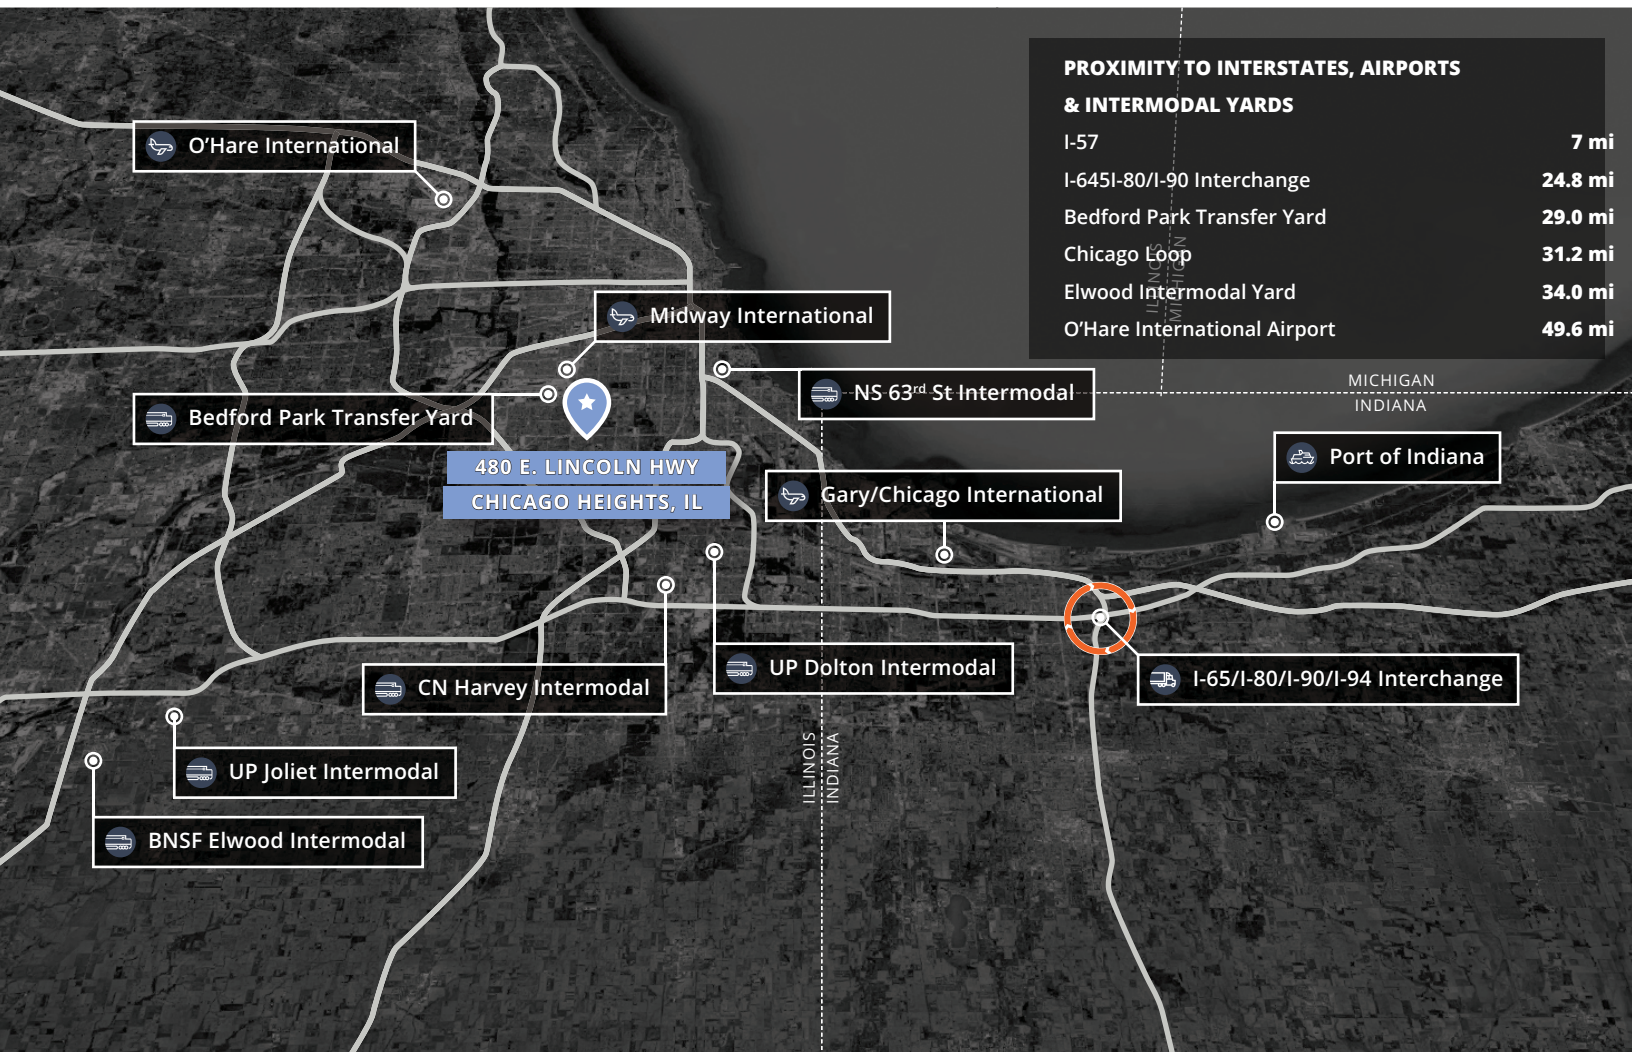 PROXIMITY TO INTERSTATES, AIRPORTS
& INTERMODAL YARDS
I-57 7 mi
I-645I-80/I-90 Interchange 24.8 mi
Bedford Park Transfer Yard 29.0 mi
Chicago Loop 31.2 mi
Elwood Intermodal Yard 34.0 mi
O’Hare International Airport 49.6 mi
ILLINOIS
MICHIGAN
O’Hare International
Midway International
MICHIGAN
INDIANA
NS 63rd St Intermodal
Bedford Park Transfer Yard
Port of Indiana
480 E. LINCOLN HWY
CHICAGO HEIGHTS, IL
Gary/Chicago International
UP Dolton Intermodal
CN Harvey Intermodal
I-65/I-80/I-90/I-94 Interchange
ILLINOIS
INDIANA
UP Joliet Intermodal
BNSF Elwood Intermodal